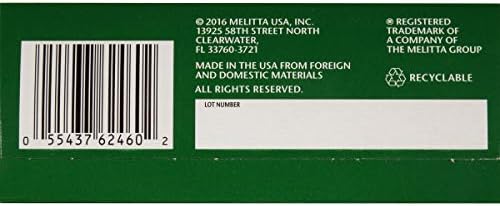 © 2016 MELITTA USA, INC.
13925 58TH STREET NORTH
CLEARWATER,
FL 33760-3721
MADE IN THE USA FROM FOREIGN
AND DOMESTIC MATERIALS
ALL RIGHTS RESERVED.
LOT NUMBER
® REGISTERED
TRADEMARK OF
A COMPANY OF
THE MELITTA GROUP
RECYCLABLE
0 55437 62460 2